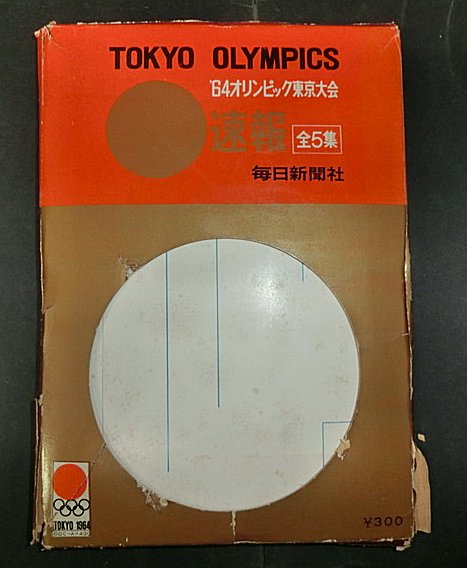 TOKYO OLYMPICS
'64オリンピック東京大会
速報 全5集
毎日新聞社
TOKYO 1964
¥300